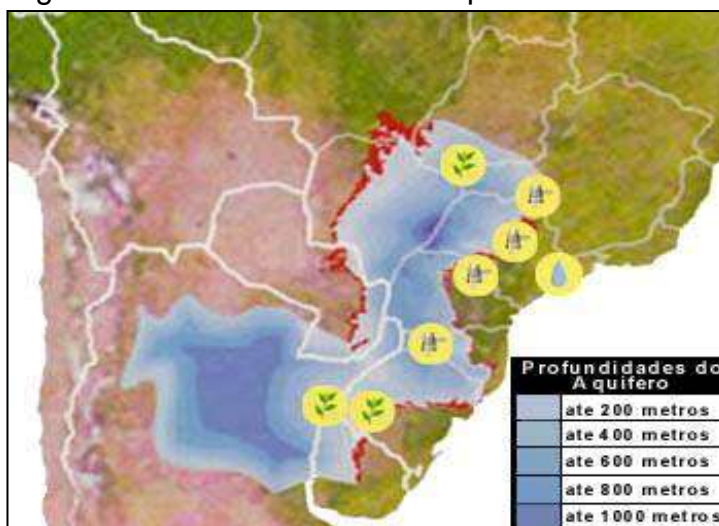 Profundidades do
Aquifero
ate 200 metros
ate 400 metros
ate 600 metros
ate 800 metros
ate 1000 metros